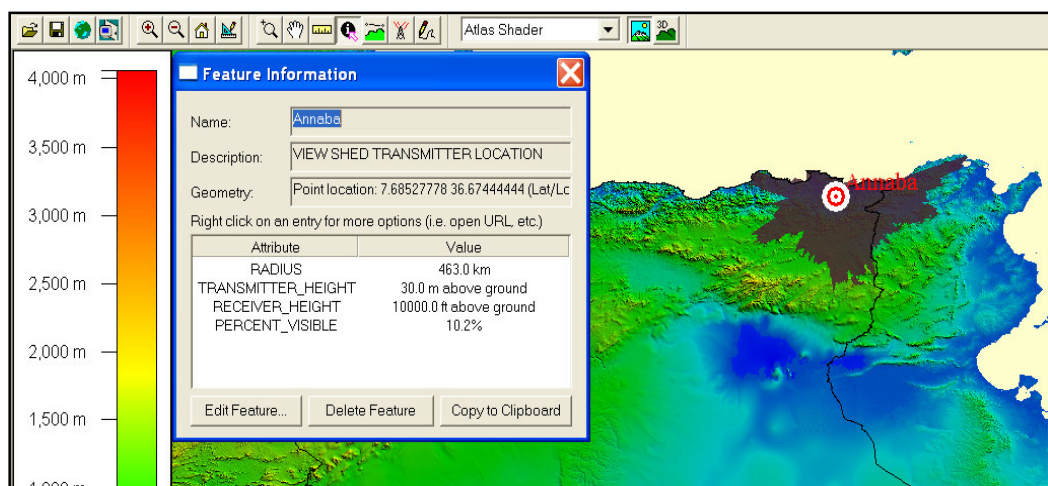 Atlas Shader
3D
4,000 m
3,500 m
3,000 m
2,500 m
2,000 m
1,500 m
Feature Information
Name: Annaba
Description: VIEW SHED TRANSMITTER LOCATION
Geometry: Point location: 7.68527778 36.67444444 (Lat/Lo
Right click on an entry for more options (i.e. open URL, etc.)
Attribute Value
RADIUS 463.0 km
TRANSMITTER_HEIGHT 30.0 m above ground
RECEIVER_HEIGHT 10000.0 ft above ground
PERCENT_VISIBLE 10.2%
Edit Feature... Delete Feature Copy to Clipboard
Annaba